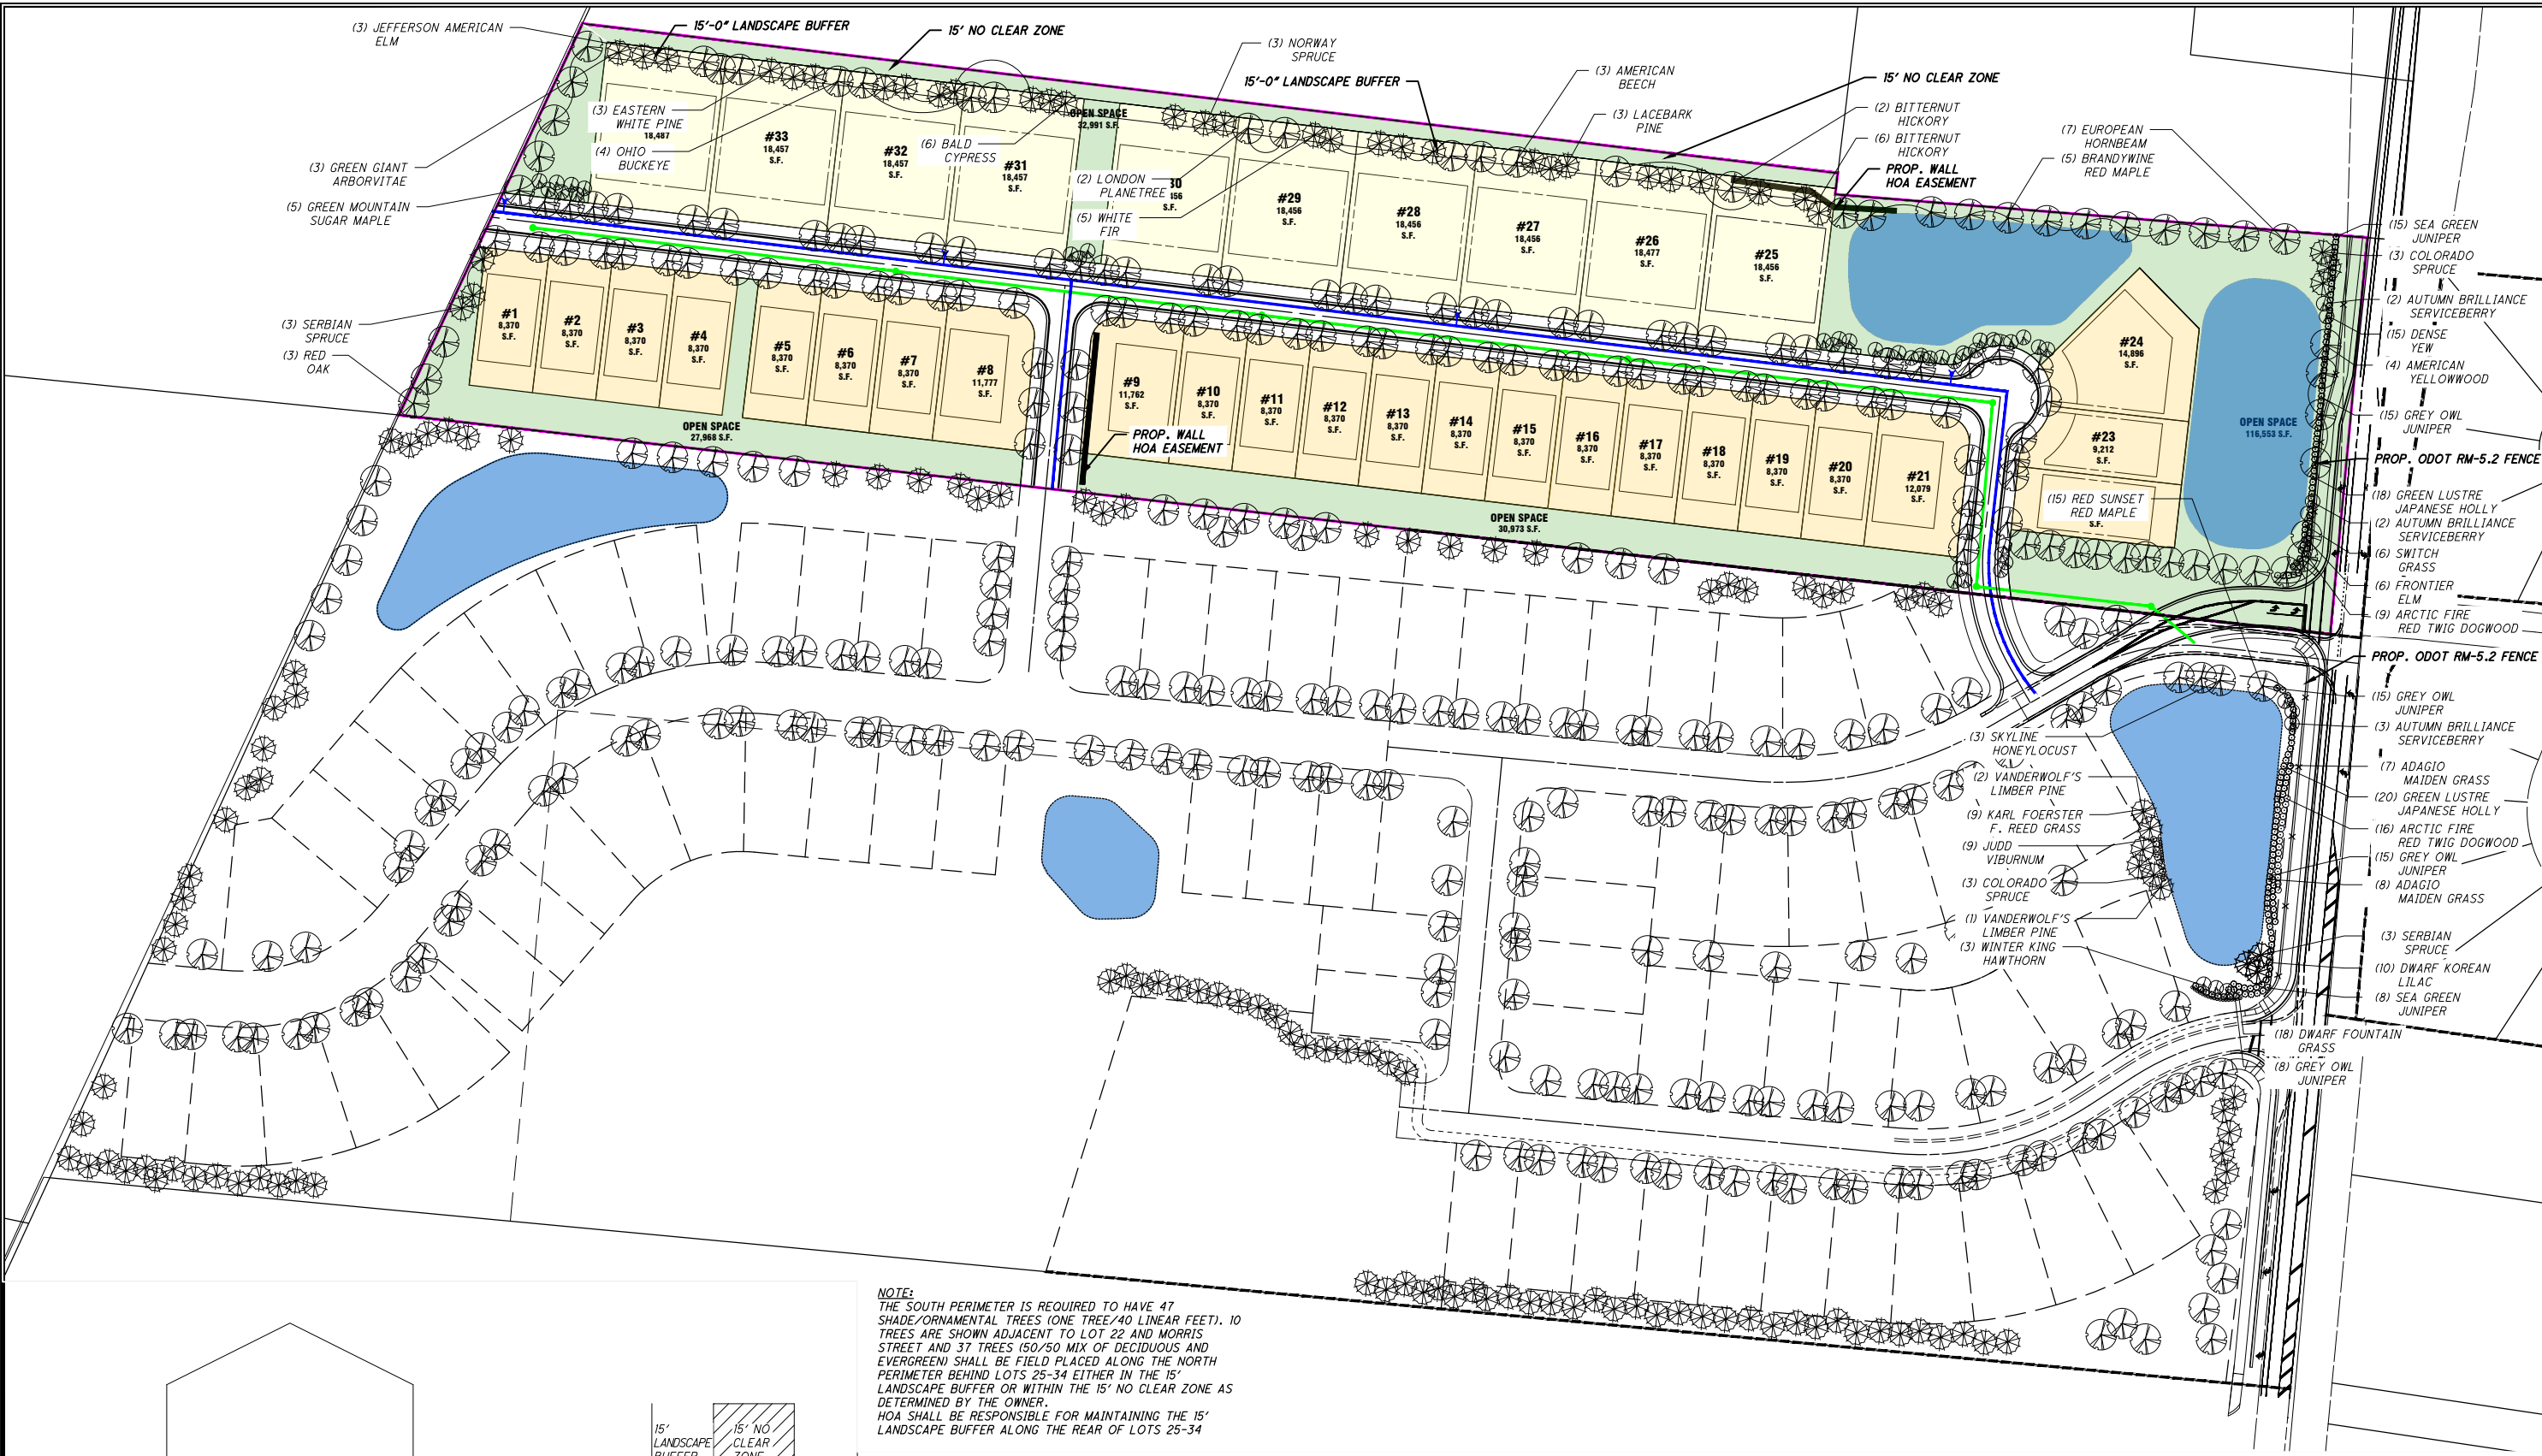 (3) JEFFERSON AMERICAN
ELM
15'-0" LANDSCAPE BUFFER
15' NO CLEAR ZONE
(3) NORWAY
SPRUCE
15'-0" LANDSCAPE BUFFER
(3) AMERICAN
BEECH
15' NO CLEAR ZONE
(3) LACEBARK
PINE
(2) BITTERNUT
HICKORY
(6) BITTERNUT
HICKORY
PROP. WALL
HOA EASEMENT
(7) EUROPEAN
HORNBEAM
(5) BRANDYWINE
RED MAPLE
(3) EASTERN
WHITE PINE
18,487
(4) OHIO
BUCKEYE
(3) GREEN GIANT
ARBORVITAE
(5) GREEN MOUNTAIN
SUGAR MAPLE
#33
18,457
S.F.
#32
18,457
S.F.
(6) BALD
CYPRESS
#31
18,457
S.F.
OPEN SPACE
32,991 S.F.
(2) LONDON
PLANETREE
(5) WHITE
FIR
30
456
S.F.
#29
18,456
S.F.
#28
18,456
S.F.
#27
18,456
S.F.
#26
18,477
S.F.
#25
18,456
S.F.
(3) SERBIAN
SPRUCE
(3) RED
OAK
#1
8,370
S.F.
#2
8,370
S.F.
#3
8,370
S.F.
#4
8,370
S.F.
#5
8,370
S.F.
#6
8,370
S.F.
#7
8,370
S.F.
#8
11,777
S.F.
OPEN SPACE
27,968 S.F.
#9
11,762
S.F.
PROP. WALL
HOA EASEMENT
#10
8,370
S.F.
#11
8,370
S.F.
#12
8,370
S.F.
#13
8,370
S.F.
#14
8,370
S.F.
#15
8,370
S.F.
#16
8,370
S.F.
#17
8,370
S.F.
#18
8,370
S.F.
#19
8,370
S.F.
#20
8,370
S.F.
#21
12,079
S.F.
OPEN SPACE
30,973 S.F.
#24
14,896
S.F.
#23
9,212
S.F.
(15) RED SUNSET
RED MAPLE
S.F.
OPEN SPACE
116,553 S.F.
(15) SEA GREEN
JUNIPER
(3) COLORADO
SPRUCE
(2) AUTUMN BRILLIANCE
SERVICEBERRY
(15) DENSE
YEW
(4) AMERICAN
YELLOWWOOD
(15) GREY OWL
JUNIPER
PROP. ODOT RM-5.2 FENCE
(18) GREEN LUSTRE
JAPANESE HOLLY
(2) AUTUMN BRILLIANCE
SERVICEBERRY
(6) SWITCH
GRASS
(6) FRONTIER
ELM
(9) ARCTIC FIRE
RED TWIG DOGWOOD
PROP. ODOT RM-5.2 FENCE
(15) GREY OWL
JUNIPER
(3) AUTUMN BRILLIANCE
SERVICEBERRY
(7) ADAGIO
MAIDEN GRASS
(20) GREEN LUSTRE
JAPANESE HOLLY
(16) ARCTIC FIRE
RED TWIG DOGWOOD
(15) GREY OWL
JUNIPER
(8) ADAGIO
MAIDEN GRASS
(3) SERBIAN
SPRUCE
(10) DWARF KOREAN
LILAC
(8) SEA GREEN
JUNIPER
(18) DWARF FOUNTAIN
GRASS
(8) GREY OWL
JUNIPER
(3) SKYLINE
HONEYLOCUST
(2) VANDERWOLF'S
LIMBER PINE
(9) KARL FOERSTER
F. REED GRASS
(9) JUDD
VIBURNUM
(3) COLORADO
SPRUCE
(1) VANDERWOLF'S
LIMBER PINE
(3) WINTER KING
HAWTHORN
NOTE:
THE SOUTH PERIMETER IS REQUIRED TO HAVE 47
SHADE/ORNAMENTAL TREES (ONE TREE/40 LINEAR FEET). 10
TREES ARE SHOWN ADJACENT TO LOT 22 AND MORRIS
STREET AND 37 TREES (50/50 MIX OF DECIDUOUS AND
EVERGREEN) SHALL BE FIELD PLACED ALONG THE NORTH
PERIMETER BEHIND LOTS 25-34 EITHER IN THE 15'
LANDSCAPE BUFFER OR WITHIN THE 15' NO CLEAR ZONE AS
DETERMINED BY THE OWNER.
HOA SHALL BE RESPONSIBLE FOR MAINTAINING THE 15'
LANDSCAPE BUFFER ALONG THE REAR OF LOTS 25-34
15'
LANDSCAPE
BUFFER
15' NO
CLEAR
ZONE